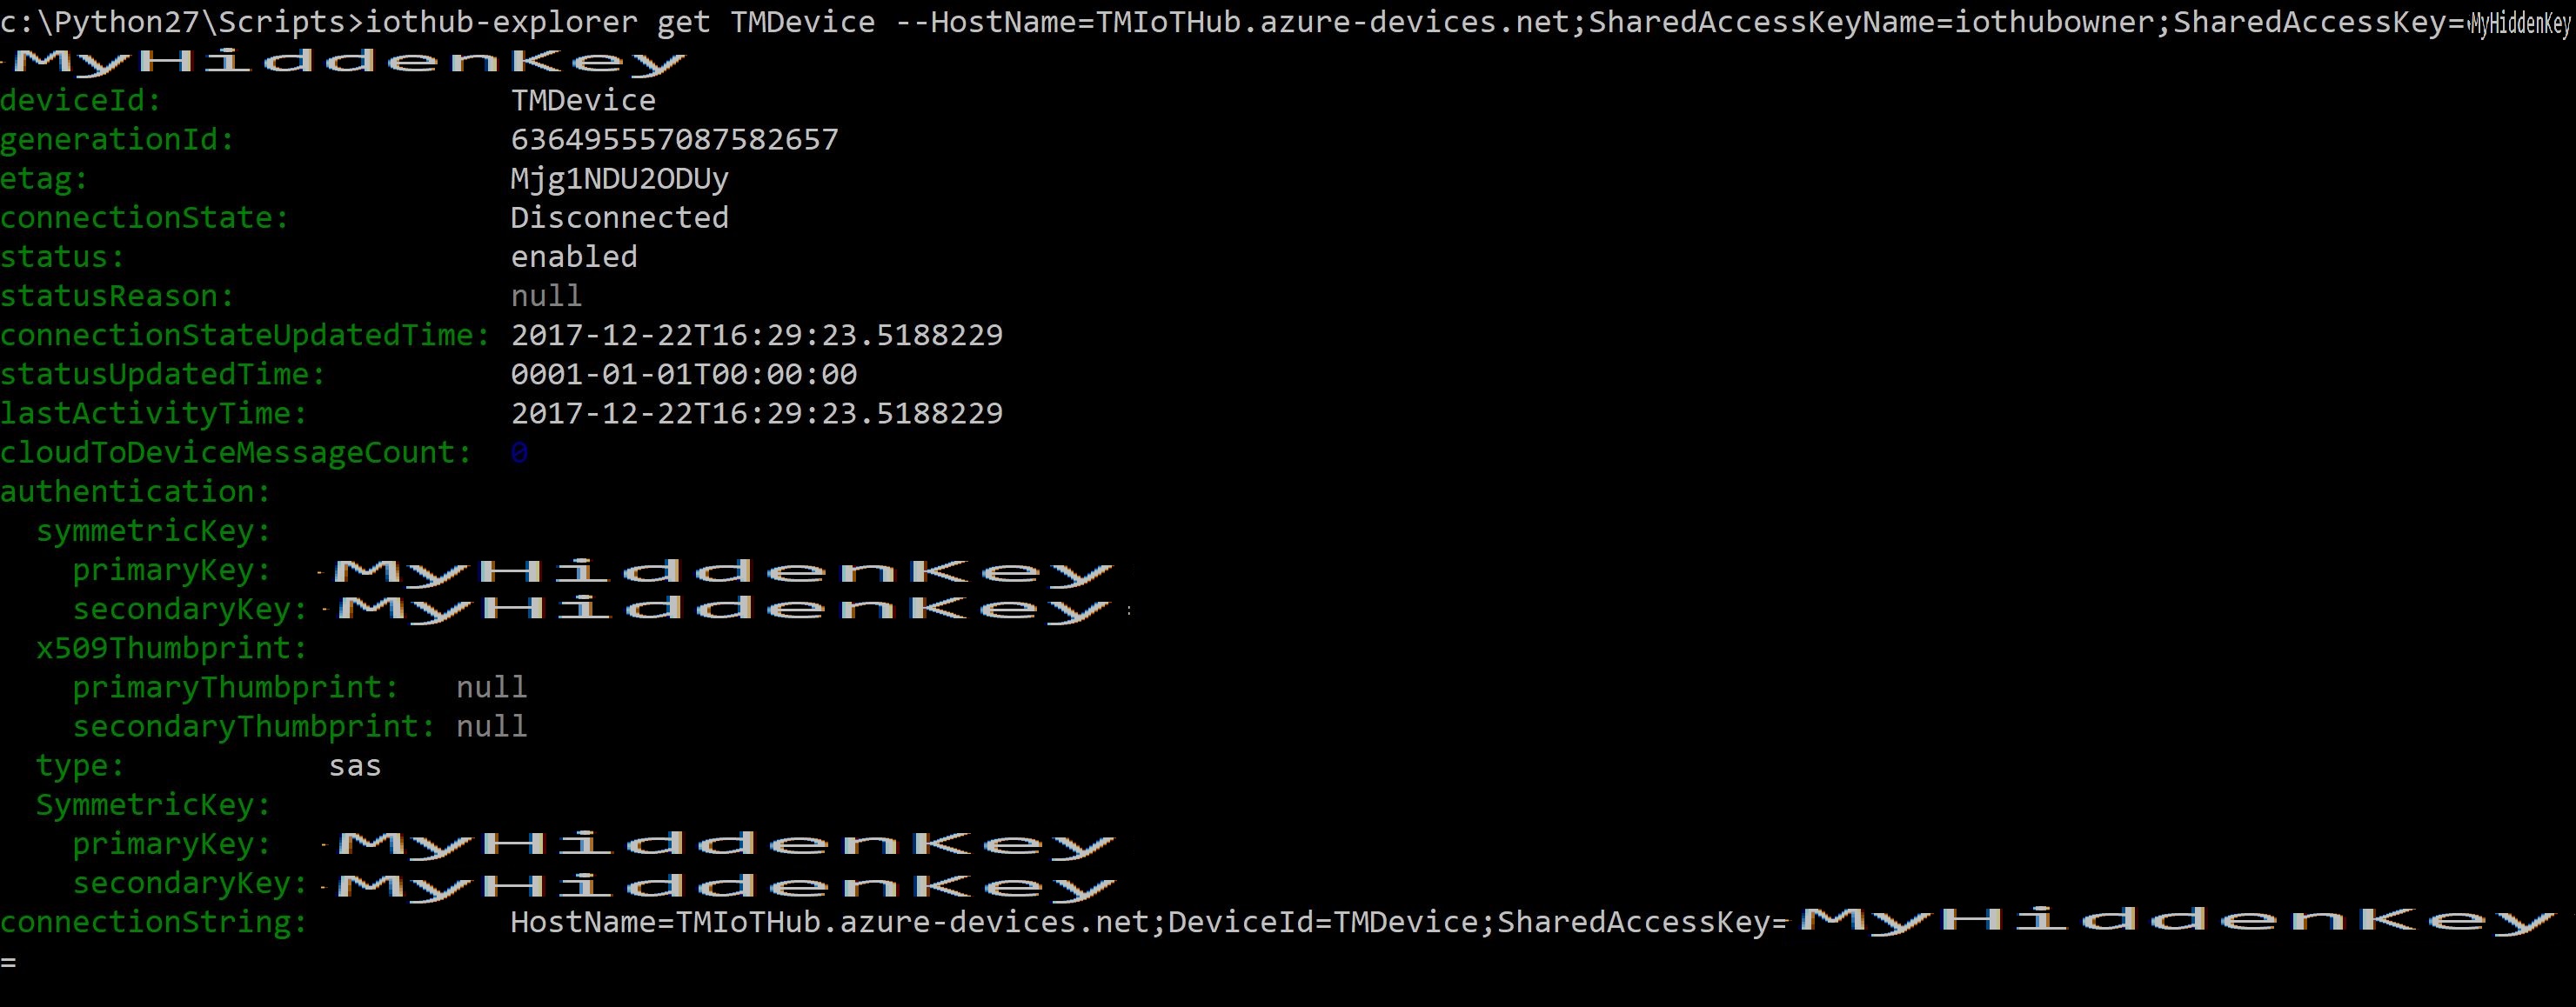 c:\Python27\Scripts>iothub-explorer get TMDevice --HostName=TMIoTHub.azure-devices.net;SharedAccessKeyName=iothubowner;SharedAccessKey=MyHiddenKey
MyHiddenKey
deviceId: TMDevice
generationId: 636495557087582657
etag: Mjg1NDU2ODUy
connectionState: Disconnected
status: enabled
statusReason: null
connectionStateUpdatedTime: 2017-12-22T16:29:23.5188229
statusUpdatedTime: 0001-01-01T00:00:00
lastActivityTime: 2017-12-22T16:29:23.5188229
cloudToDeviceMessageCount: 0
authentication:
symmetricKey:
primaryKey: MyHiddenKey
secondaryKey: MyHiddenKey
x509Thumbprint:
primaryThumbprint: null
secondaryThumbprint: null
type: sas
SymmetricKey:
primaryKey: MyHiddenKey
secondaryKey: MyHiddenKey
connectionString: HostName=TMIoTHub.azure-devices.net;DeviceId=TMDevice;SharedAccessKey=MyHiddenKey
=